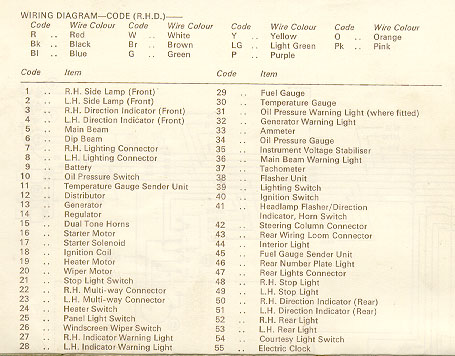 WIRING DIAGRAM—CODE (R.H.D.)—
Code Wire Colour Code Wire Colour Code Wire Colour Code Wire Colour
R .. Red W .. White Y .. Yellow O .. Orange
Bk .. Black Br .. Brown LG .. Light Green Pk .. Pink
Bl .. Blue G .. Green P .. Purple
Code Item
1 .. R.H. Side Lamp (Front)
2 .. L.H. Side Lamp (Front)
3 .. R.H. Direction Indicator (Front)
4 .. L.H. Direction Indicator (Front)
5 .. Main Beam
6 .. Dip Beam
7 .. R.H. Lighting Connector
8 .. L.H. Lighting Connector
9 .. Battery
10 .. Oil Pressure Switch
11 .. Temperature Gauge Sender Unit
12 .. Distributor
13 .. Generator
14 .. Regulator
15 .. Dual Tone Horns
16 .. Starter Motor
17 .. Starter Solenoid
18 .. Ignition Coil
19 .. Heater Motor
20 .. Wiper Motor
21 .. Stop Light Switch
22 .. R.H. Multi-way Connector
23 .. L.H. Multi-way Connector
24 .. Heater Switch
25 .. Panel Light Switch
26 .. Windscreen Wiper Switch
27 .. R.H. Indicator Warning Light
28 .. L.H. Indicator Warning Light
Code Item
29 .. Fuel Gauge
30 .. Temperature Gauge
31 .. Oil Pressure Warning Light (where fitted)
32 .. Generator Warning Light
33 .. Ammeter
34 .. Oil Pressure Gauge
35 .. Instrument Voltage Stabiliser
36 .. Main Beam Warning Light
37 .. Tachometer
38 .. Flasher Unit
39 .. Lighting Switch
40 .. Ignition Switch
41 .. Headlamp Flasher/Direction
Indicator, Horn Switch
42 .. Steering Column Connector
43 .. Rear Wiring Loom Connector
44 .. Interior Light
45 .. Fuel Gauge Sender Unit
46 .. Rear Number Plate Light
47 .. Rear Lights Connector
48 .. R.H. Stop Light
49 .. L.H. Stop Light
50 .. R.H. Direction Indicator (Rear)
51 .. L.H. Direction Indicator (Rear)
52 .. R.H. Rear Light
53 .. L.H. Rear Light
54 .. Courtesy Light Switch
55 .. Electric Clock